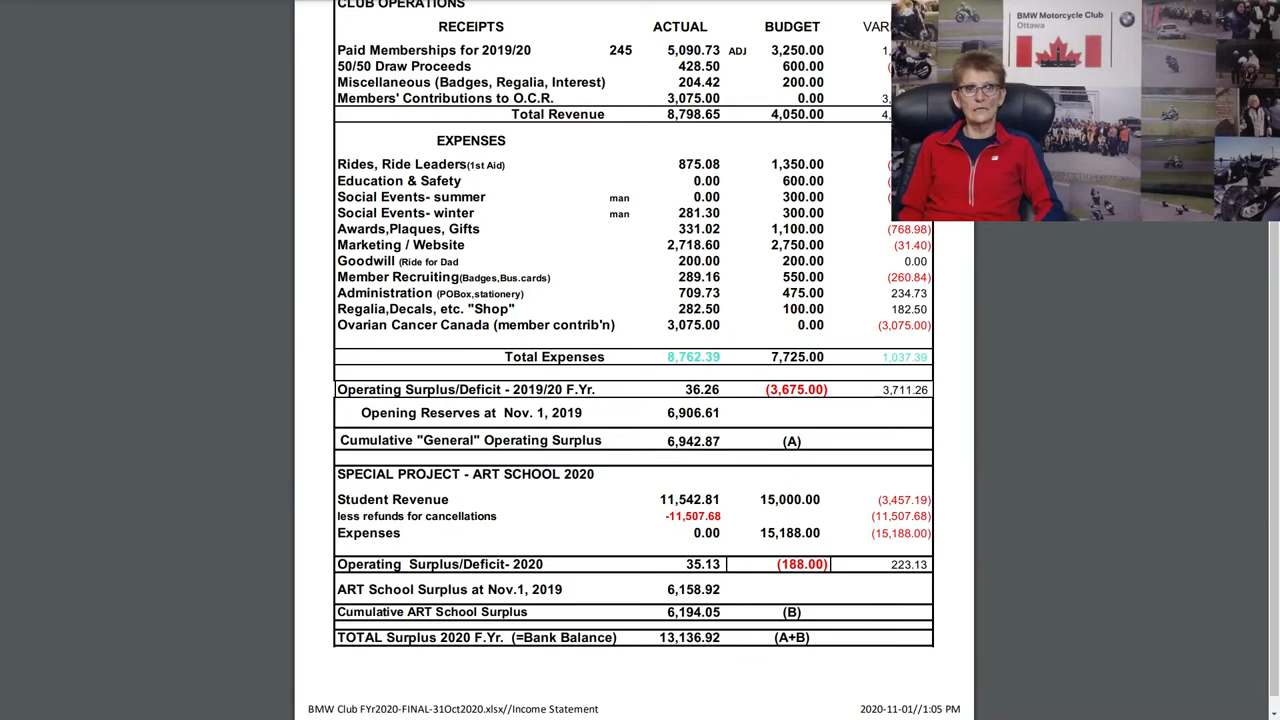 CLUB OPERATIONS
RECEIPTS ACTUAL BUDGET
Paid Memberships for 2019/20 245 5,090.73 ADJ 3,250.00
50/50 Draw Proceeds 428.50 600.00
Miscellaneous (Badges, Regalia, Interest) 204.42 200.00
Members' Contributions to O.C.R. 3,075.00 0.00
Total Revenue 8,798.65 4,050.00
BMW Motorcycle Club
Ottawa
EXPENSES
Rides, Ride Leaders(1st Aid) 875.08 1,350.00
Education & Safety 0.00 600.00
Social Events- summer man 0.00 300.00
Social Events- winter man 281.30 300.00
Awards,Plaques, Gifts 331.02 1,100.00 (768.98)
Marketing / Website 2,718.60 2,750.00 (31.40)
Goodwill (Ride for Dad 200.00 200.00 0.00
Member Recruiting(Badges,Bus.cards) 289.16 550.00 (260.84)
Administration (POBox,stationery) 709.73 475.00 234.73
Regalia,Decals, etc. "Shop" 282.50 100.00 182.50
Ovarian Cancer Canada (member contrib'n) 3,075.00 0.00 (3,075.00)
Total Expenses 8,762.39 7,725.00 1,037.39
Operating Surplus/Deficit - 2019/20 F.Yr. 36.26 (3,675.00) 3,711.26
Opening Reserves at Nov. 1, 2019 6,906.61
Cumulative "General" Operating Surplus 6,942.87 (A)
SPECIAL PROJECT - ART SCHOOL 2020
Student Revenue 11,542.81 15,000.00 (3,457.19)
less refunds for cancellations -11,507.68 (11,507.68)
Expenses 0.00 15,188.00 (15,188.00)
Operating Surplus/Deficit- 2020 35.13 (188.00) 223.13
ART School Surplus at Nov.1, 2019 6,158.92
Cumulative ART School Surplus 6,194.05 (B)
TOTAL Surplus 2020 F.Yr. (=Bank Balance) 13,136.92 (A+B)
BMW Club FYr2020-FINAL-31Oct2020.xlsx//Income Statement 2020-11-01//1:05 PM